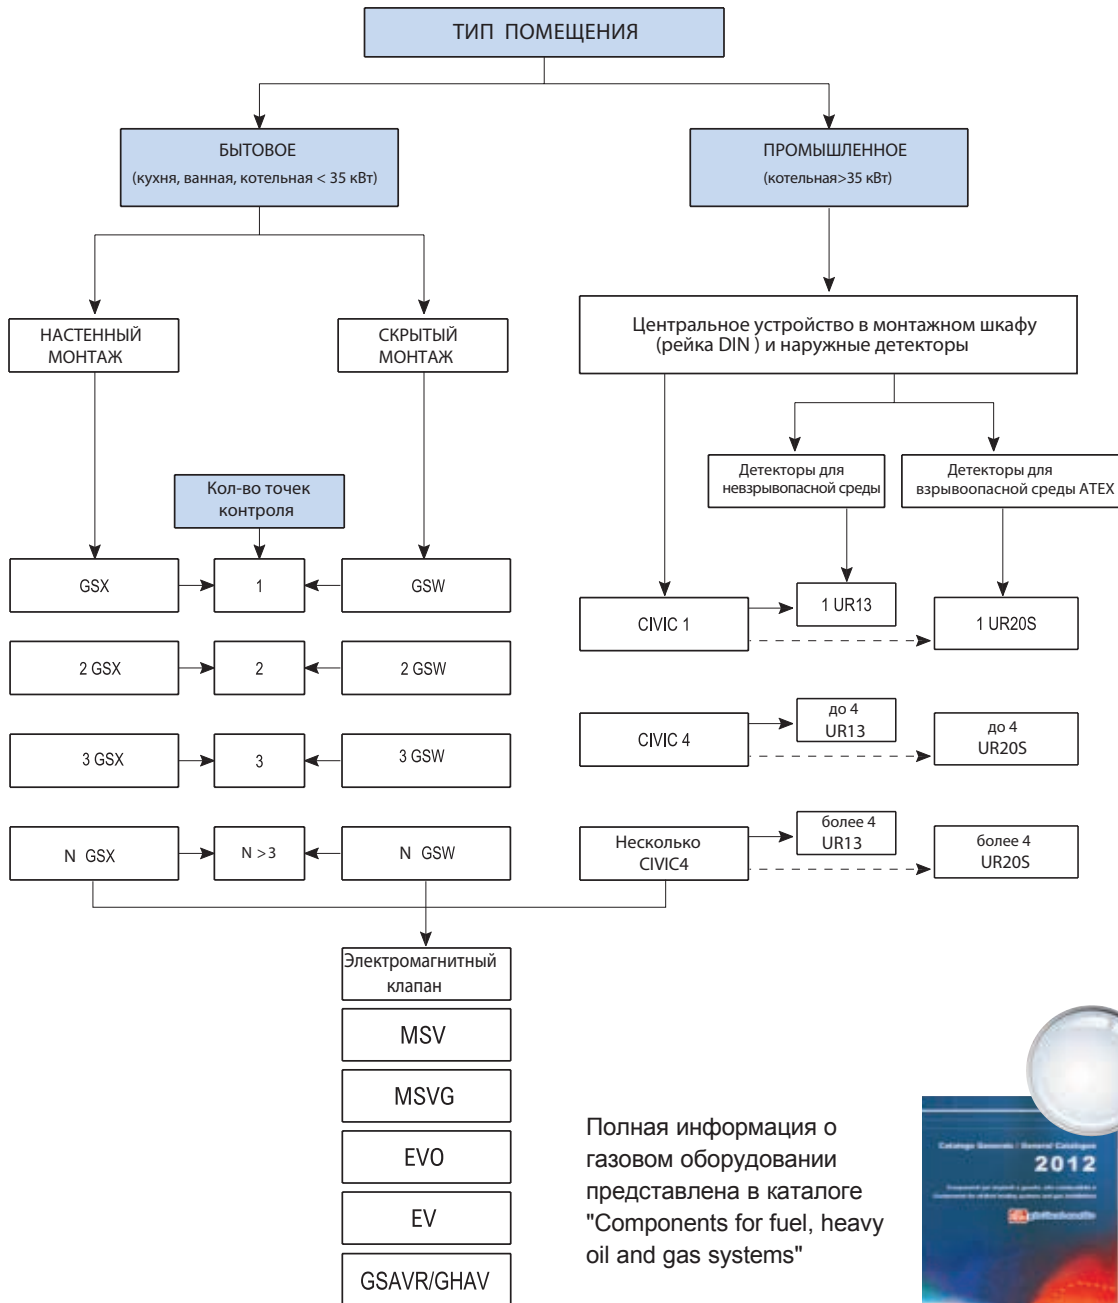 ТИП ПОМЕЩЕНИЯ
БЫТОВОЕ
(кухня, ванная, котельная < 35 кВт)
ПРОМЫШЛЕННОЕ
(котельная>35 кВт)
НАСТЕННЫЙ
МОНТАЖ
СКРЫТЫЙ
МОНТАЖ
Центральное устройство в монтажном шкафу
(рейка DIN ) и наружные детекторы
Детекторы для
невзрывопасной среды
Детекторы для
взрывоопасной среды ATEX
Кол-во точек
контроля
GSX
1
GSW
CIVIC 1
1 UR13
1 UR20S
2 GSX
2
2 GSW
3 GSX
3
3 GSW
CIVIC 4
до 4
UR13
до 4
UR20S
N GSX
N >3
N GSW
Несколько
CIVIC4
более 4
UR13
более 4
UR20S
Электромагнитный
клапан
MSV
MSVG
EVO
EV
GSAVR/GHAV
Полная информация о
газовом оборудовании
представлена в каталоге
"Components for fuel, heavy
oil and gas systems"
Catalogo Generale / General Catalogue
2012